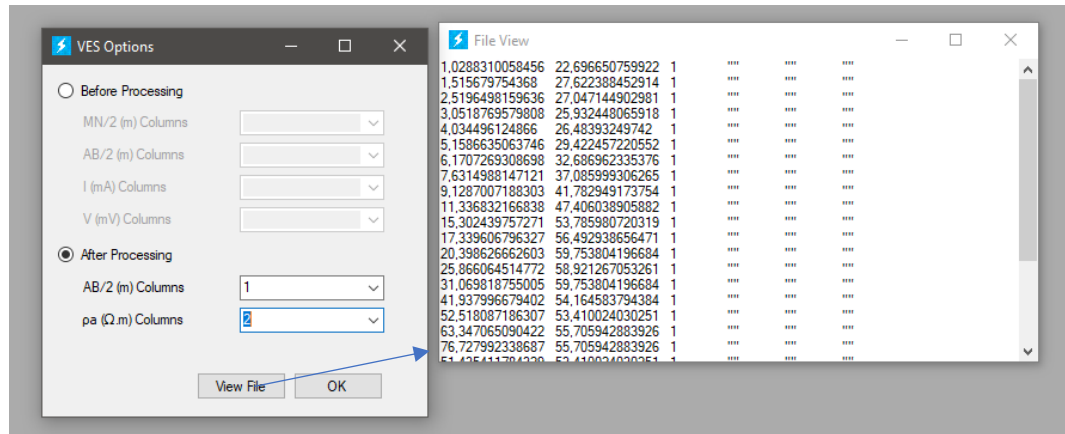 VES Options
Before Processing
MN/2 (m) Columns
AB/2 (m) Columns
I (mA) Columns
V (mV) Columns
After Processing
AB/2 (m) Columns 1
ρa (Ω.m) Columns 2
View File OK
File View
1,0288310058456 22,696650759922 1 "" "" ""
1,515679754368 27,622388452914 1 "" "" ""
2,5196498159636 27,047144902981 1 "" "" ""
3,0518769579808 25,932448065918 1 "" "" ""
4,034496124866 26,48393249742 1 "" "" ""
5,1586635063746 29,422457220552 1 "" "" ""
6,1707269308698 32,686962335376 1 "" "" ""
7,6314988147121 37,085999306265 1 "" "" ""
9,1287007188303 41,782949173754 1 "" "" ""
11,336832166838 47,406038905882 1 "" "" ""
15,302439757271 53,785980720319 1 "" "" ""
17,339606796327 56,492938656471 1 "" "" ""
20,398626662603 59,753804196684 1 "" "" ""
25,866064514772 58,921267053261 1 "" "" ""
31,069818755005 59,753804196684 1 "" "" ""
41,937996679402 54,164583794384 1 "" "" ""
52,518087186307 53,410024030251 1 "" "" ""
63,347065090422 55,705942883926 1 "" "" ""
76,727992338687 55,705942883926 1 "" "" ""